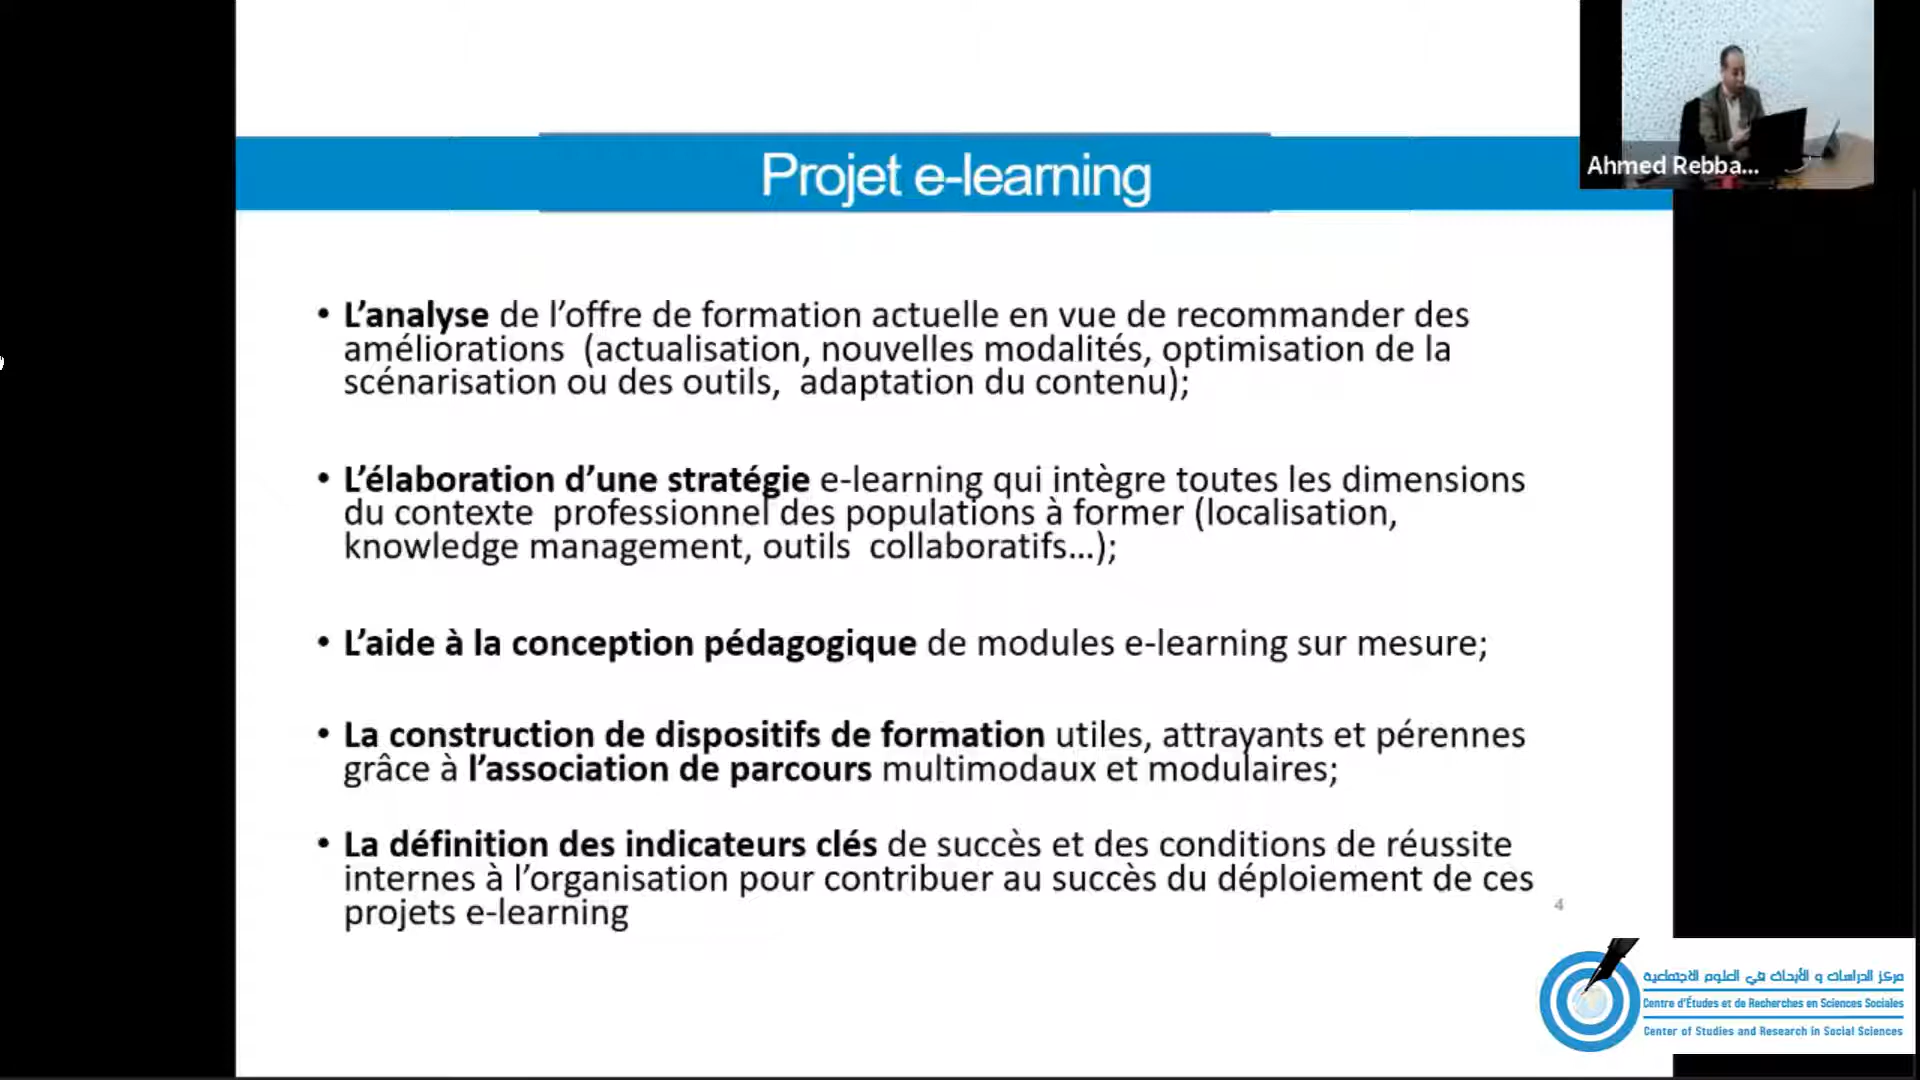 Projet e-learning
Ahmed Rebba...
• L’analyse de l’offre de formation actuelle en vue de recommander des
améliorations (actualisation, nouvelles modalités, optimisation de la
scénarisation ou des outils, adaptation du contenu);
• L’élaboration d’une stratégie e-learning qui intègre toutes les dimensions
du contexte professionnel des populations à former (localisation,
knowledge management, outils collaboratifs...);
• L’aide à la conception pédagogique de modules e-learning sur mesure;
• La construction de dispositifs de formation utiles, attrayants et pérennes
grâce à l’association de parcours multimodaux et modulaires;
• La définition des indicateurs clés de succès et des conditions de réussite
internes à l’organisation pour contribuer au succès du déploiement de ces
projets e-learning
4
مركز الدراسات و الأبحاث في العلوم الاجتماعية
Centre d'Études et de Recherches en Sciences Sociales
Center of Studies and Research in Social Sciences